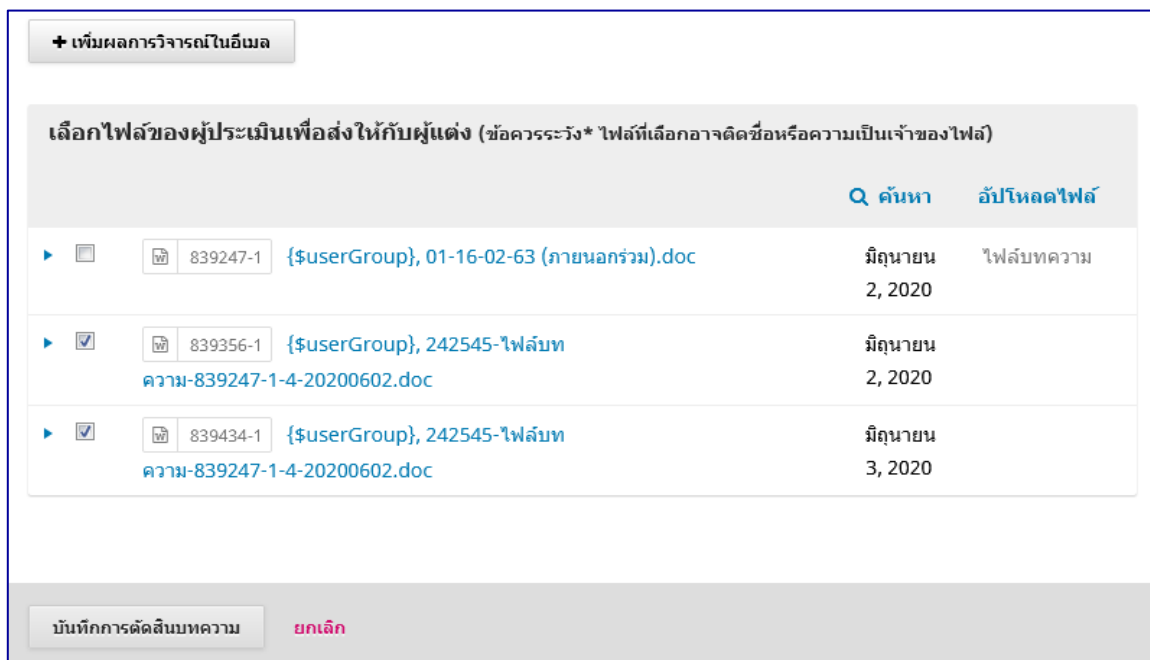 + เพิ่มผลการวิจารณ์ในอีเมล
เลือกไฟล์ของผู้ประเมินเพื่อส่งให้กับผู้แต่ง (ข้อควรระวัง* ไฟล์ที่เลือกอาจติดชื่อหรือความเป็นเจ้าของไฟล์)
ค้นหา อัปโหลดไฟล์
839247-1 {$userGroup}, 01-16-02-63 (ภายนอกร่วม).doc มิถุนายน ไฟล์บทความ
2, 2020
839356-1 {$userGroup}, 242545-ไฟล์บท มิถุนายน
ความ-839247-1-4-20200602.doc 2, 2020
839434-1 {$userGroup}, 242545-ไฟล์บท มิถุนายน
ความ-839247-1-4-20200602.doc 3, 2020
บันทึกการตัดสินบทความ ยกเลิก